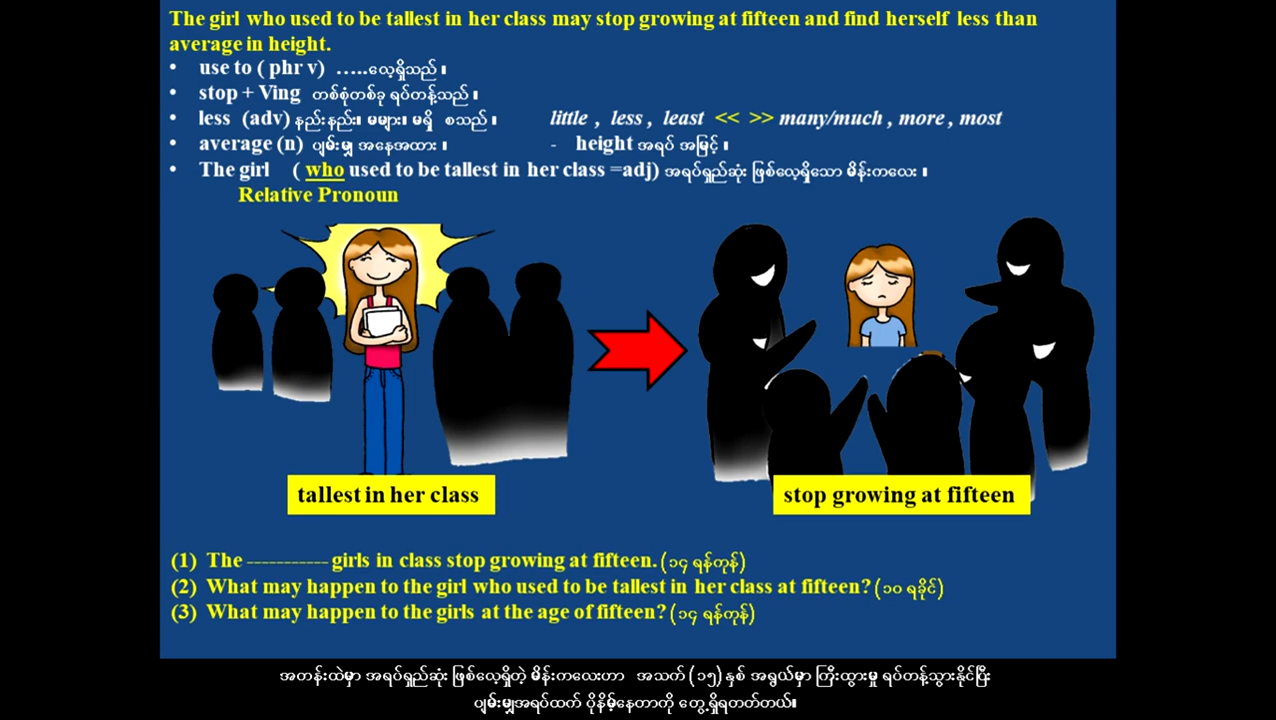 The girl who used to be tallest in her class may stop growing at fifteen and find herself less than
average in height.
• use to ( phr v) …..လေ့ရှိသည် ။
• stop + Ving တစ်စုံတစ်ခု ရပ်တန့်သည် ။
• less (adv) နည်းနည်း၊ မများ၊ မရှိ စသည် ။ little , less , least << >> many/much , more , most
• average (n) ပျမ်းမျှ အနေအထား ။ - height အရပ် အမြင့် ။
• The girl ( who used to be tallest in her class =adj) အရပ်ရှည်ဆုံး ဖြစ်လေ့ရှိသော မိန်းကလေး ။
Relative Pronoun
tallest in her class
stop growing at fifteen
(1) The ----------- girls in class stop growing at fifteen. (၁၄ ရန်ကုန်)
(2) What may happen to the girl who used to be tallest in her class at fifteen? (၁၀ ရခိုင်)
(3) What may happen to the girls at the age of fifteen? (၁၄ ရန်ကုန်)
အတန်းထဲမှာ အရပ်ရှည်ဆုံး ဖြစ်လေ့ရှိတဲ့ မိန်းကလေးဟာ အသက် (၁၅) နှစ် အရွယ်မှာ ကြီးထွားမှု ရပ်တန့်သွားနိုင်ပြီး
ပျမ်းမျှအရပ်ထက် ပိုနိမ့်နေတာကို တွေ့ရှိရတတ်တယ်။